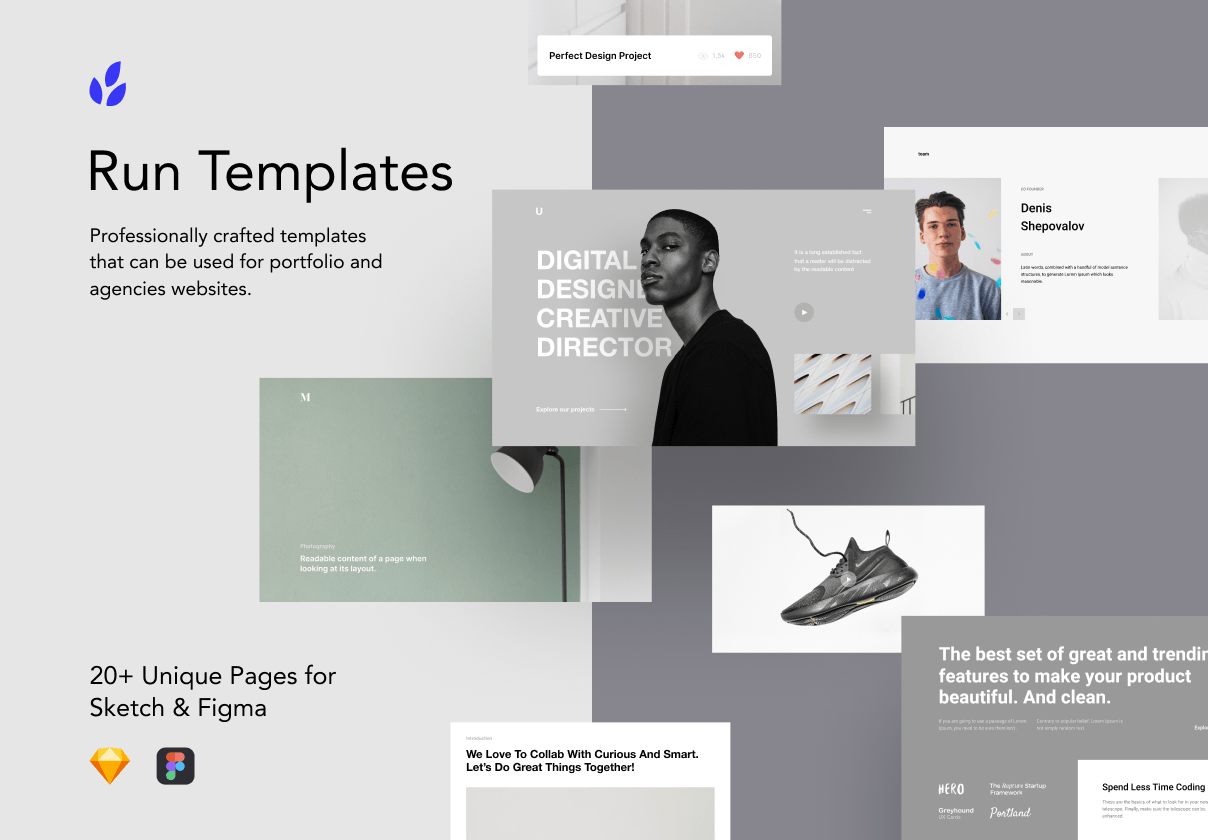 Run Templates
Professionally crafted templates
that can be used for portfolio and
agencies websites.
20+ Unique Pages for
Sketch & Figma
Perfect Design Project
1.5k
650
team
CO FOUNDER
Denis
Shepovalov
ABOUT
Latin words, combined with a handful of model sentence
structures, to generate Lorem Ipsum which looks
reasonable.
U
DIGITAL
DESIGNE
CREATIVE
DIRECTOR
Explore our projects
It is a long established fact
that a master will be distracted
by the readable content
M
Photography
Readable content of a page when
looking at its layout.
The best set of great and trendin
features to make your product
beautiful. And clean.
If you are going to use a passage of Lorem
Ipsum, you need to be sure there isn't
Contrary to popular belief, Lorem Ipsum is
not simply random text
Explo
HERO
The Rapture Startup
Framework
Greyhound
UX Cards
Portland
Spend Less Time Coding
These are the topics of what to look for in your new
telescope. Finally, make sure the telescope can be
enhanced.
Introduction
We Love To Collab With Curious And Smart.
Let's Do Great Things Together!